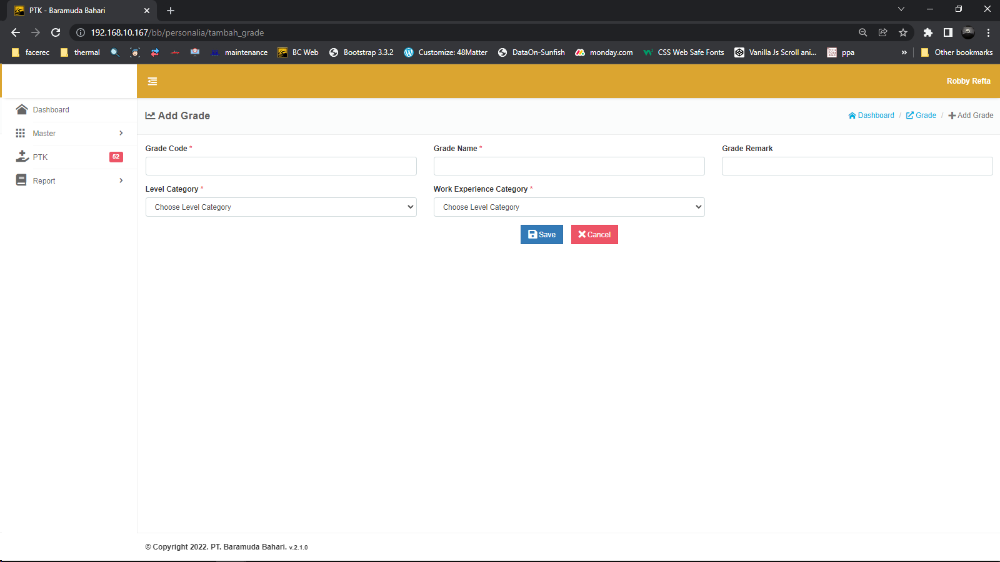 PTK - Baramuda Bahari
192.168.10.167/bb/personalia/tambah_grade
facerec thermal maintenance BC Web Bootstrap 3.3.2 Customize: 48Matter DataOn-Sunfish monday.com CSS Web Safe Fonts Vanilla Js Scroll ani... ppa » Other bookmarks
Robby Refta
Dashboard
Master
PTK 52
Report
Add Grade
Dashboard / Grade / Add Grade
Grade Code * Grade Name * Grade Remark
Level Category * Work Experience Category *
Choose Level Category Choose Level Category
Save Cancel
© Copyright 2022. PT. Baramuda Bahari. v.2.1.0